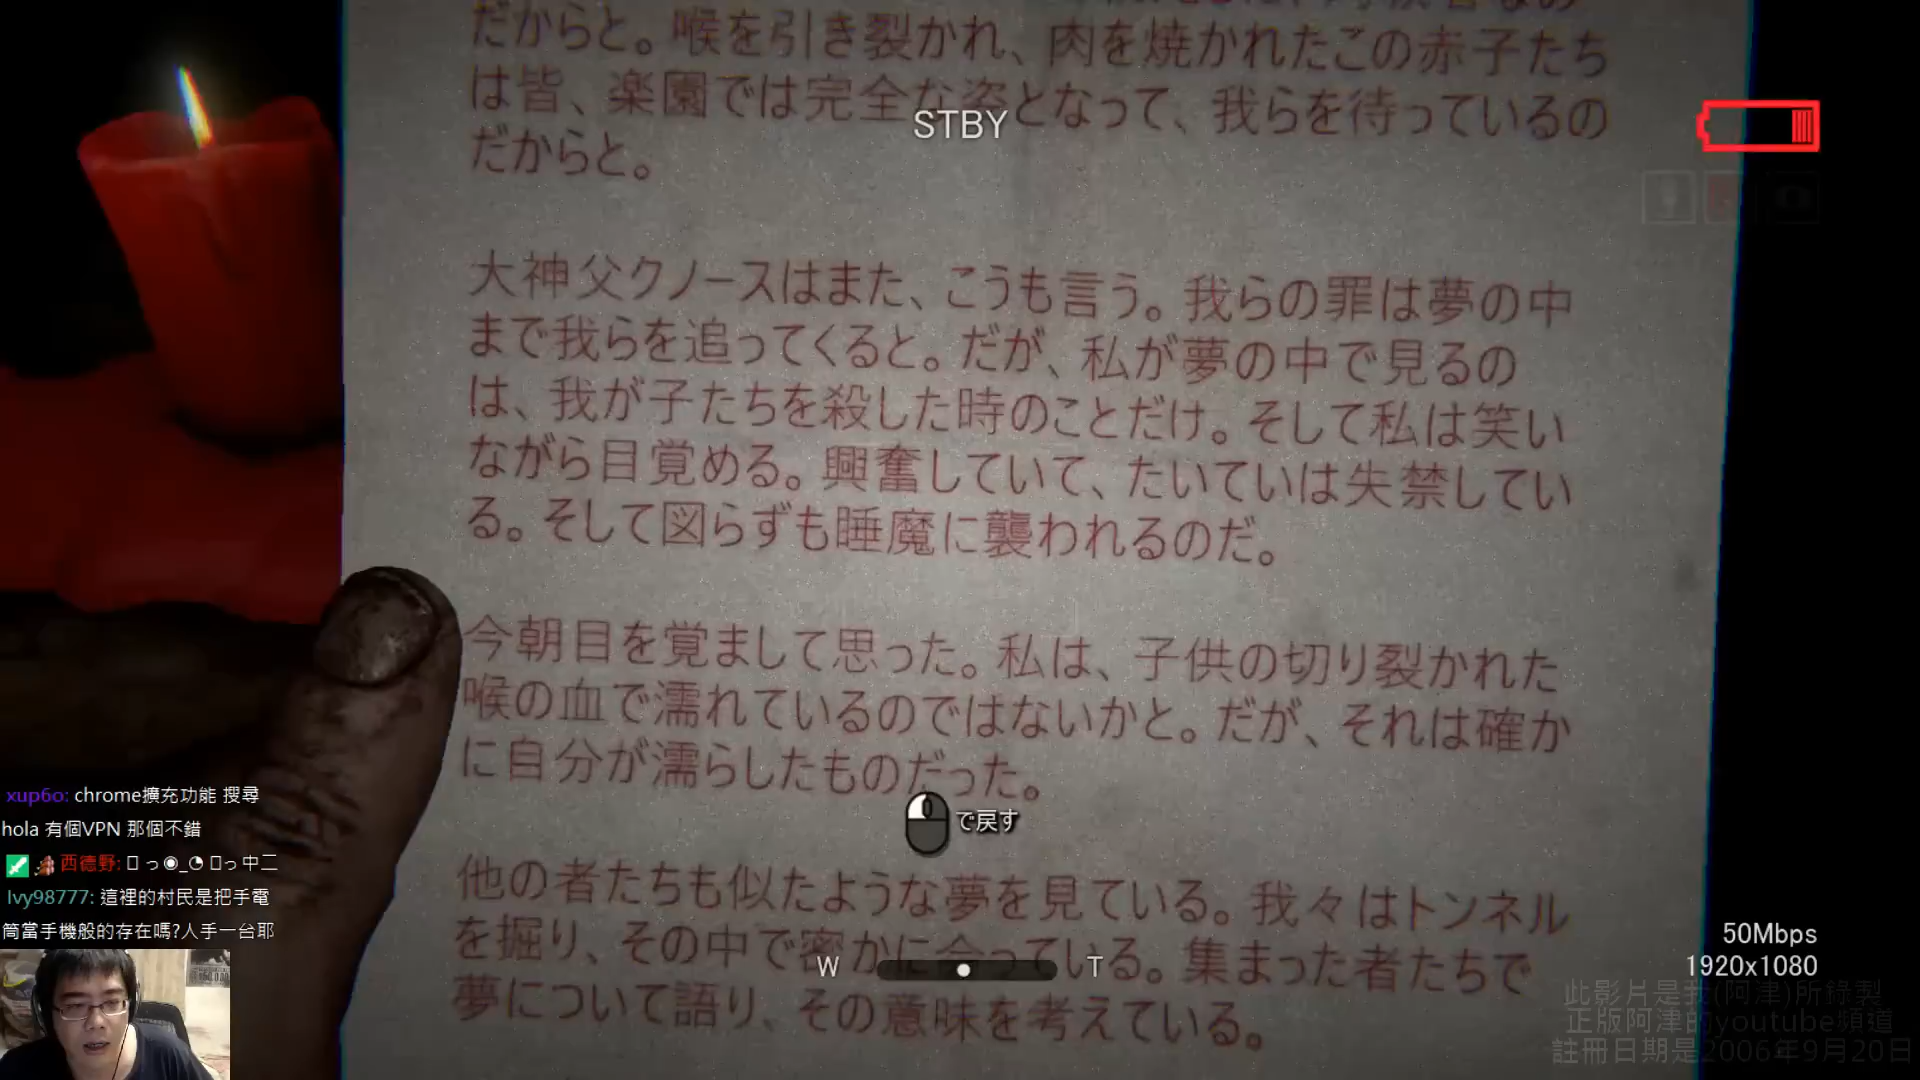 だからと。喉を引き裂かれ、肉を焼かれたこの赤子たち
は皆、楽園では完全な姿となって、我らを待っているの
だからと。
STBY
大神父クノースはまた、こうも言う。我らの罪は夢の中
まで我らを追ってくると。だが、私が夢の中で見るの
は、我が子たちを殺した時のことだけ。そして私は笑い
ながら目覚める。興奮していて、たいていは失禁してい
る。そして図らずも睡魔に襲われるのだ。
今朝目を覚まして思った。私は、子供の切り裂かれた
喉の血で濡れているのではないかと。だが、それは確か
に自分が濡らしたものだった。
で戻す
他の者たちも似たような夢を見ている。我々はトンネル
を掘り、その中で密かに会っている。集まった者たちで
夢について語り、その意味を考えている。
W T
xup6o: chrome擴充功能 搜尋
hola 有個VPN 那個不錯
西德野: っ◉_◔ っ中二
lvy98777: 這裡的村民是把手電
筒當手機般的存在嗎?人手一台耶
50Mbps
1920x1080
此影片是我(阿津)所錄製
正版阿津的youtube頻道
註冊日期是2006年9月20日